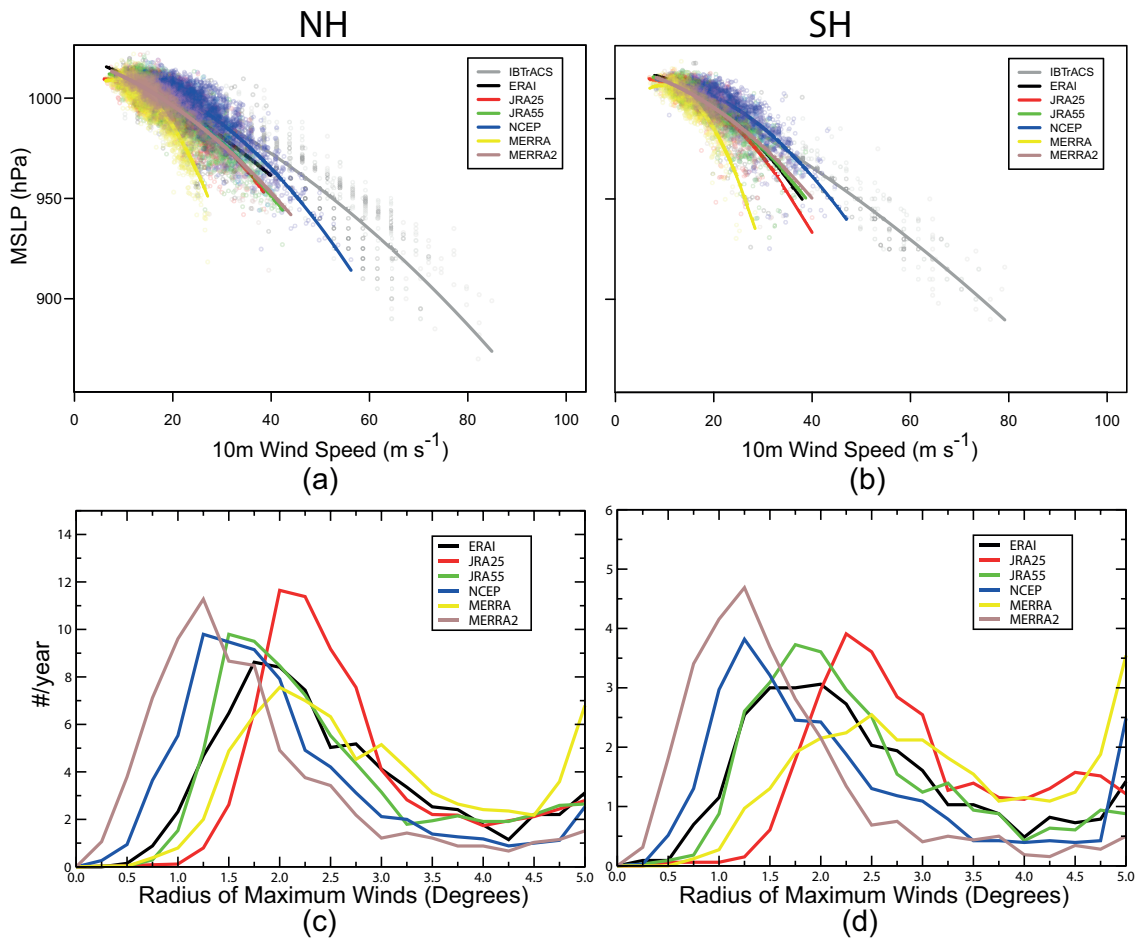 NH
SH
MSLP (hPa)
1000
950
900
IBTrACS
ERAI
JRA25
JRA55
NCEP
MERRA
MERRA2
0 20 40 60 80 100
10m Wind Speed (m s⁻¹)
(a)
IBTrACS
ERAI
JRA25
JRA55
NCEP
MERRA
MERRA2
0 20 40 60 80 100
10m Wind Speed (m s⁻¹)
(b)
#/year
14
12
10
8
6
4
2
0
ERAI
JRA25
JRA55
NCEP
MERRA
MERRA2
0.0 0.5 1.0 1.5 2.0 2.5 3.0 3.5 4.0 4.5 5.0
Radius of Maximum Winds (Degrees)
(c)
6
5
4
3
2
1
0
ERAI
JRA25
JRA55
NCEP
MERRA
MERRA2
0.0 0.5 1.0 1.5 2.0 2.5 3.0 3.5 4.0 4.5 5.0
Radius of Maximum Winds (Degrees)
(d)